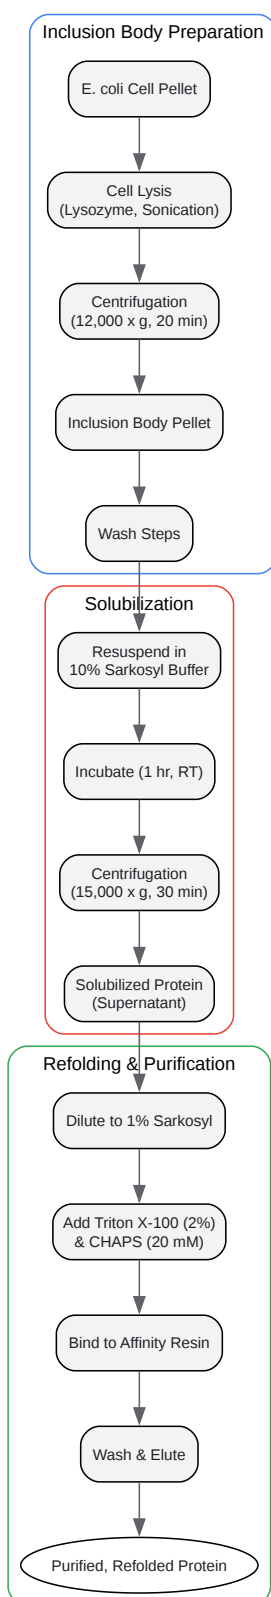 Inclusion Body Preparation
E. coli Cell Pellet
Cell Lysis
(Lysozyme, Sonication)
Centrifugation
(12,000 x g, 20 min)
Inclusion Body Pellet
Wash Steps
Solubilization
Resuspend in
10% Sarkosyl Buffer
Incubate (1 hr, RT)
Centrifugation
(15,000 x g, 30 min)
Solubilized Protein
(Supernatant)
Refolding & Purification
Dilute to 1% Sarkosyl
Add Triton X-100 (2%)
& CHAPS (20 mM)
Bind to Affinity Resin
Wash & Elute
Purified, Refolded Protein